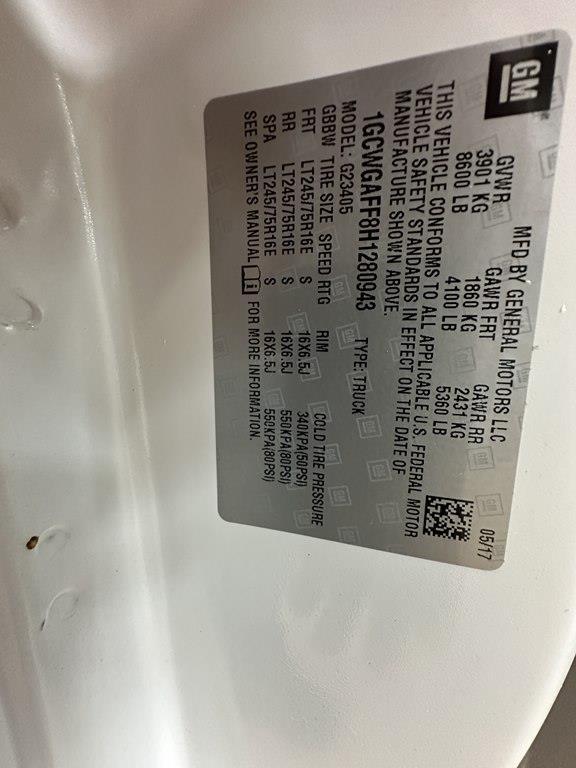 GM
MFD BY GENERAL MOTORS LLC 05/17
GVWR GAWR FRT GAWR RR
3901 KG 1860 KG 2431 KG
8600 LB 4100 LB 5360 LB
THIS VEHICLE CONFORMS TO ALL APPLICABLE U.S. FEDERAL MOTOR
VEHICLE SAFETY STANDARDS IN EFFECT ON THE DATE OF
MANUFACTURE SHOWN ABOVE.
1GCWGAFF8H1280943 TYPE: TRUCK
MODEL: G23405
GBBW TIRE SIZE SPEED RTG RIM COLD TIRE PRESSURE
FRT LT245/75R16E S 16X6.5J 340KPA(50PSI)
RR LT245/75R16E S 16X6.5J 550KPA(80PSI)
SPA LT245/75R16E S 16X6.5J 550KPA(80PSI)
SEE OWNER'S MANUAL i FOR MORE INFORMATION.